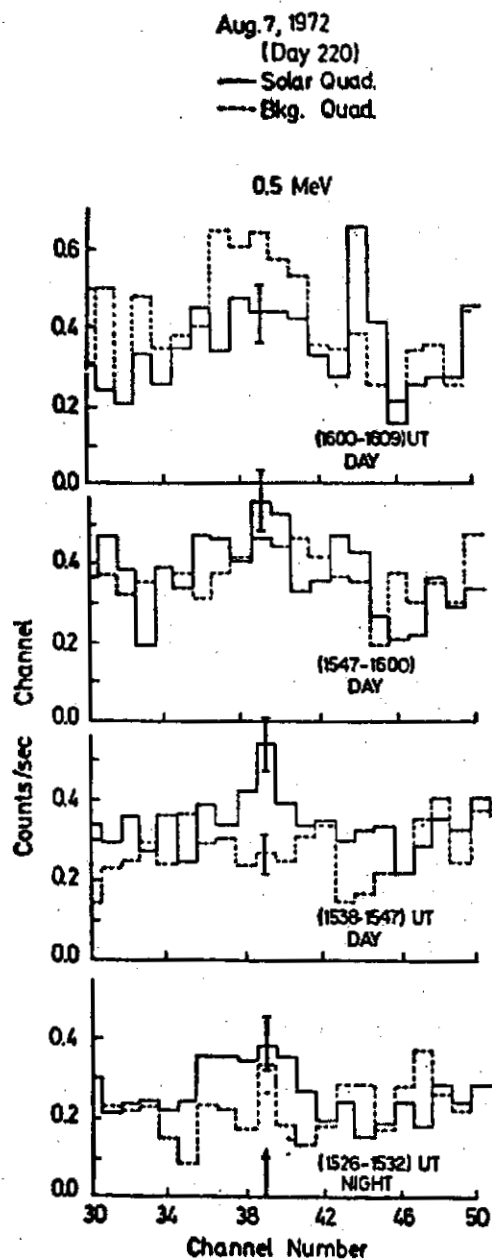 Aug. 7, 1972
(Day 220)
Solar Quad.
Bkg. Quad.
0.5 MeV
0.6
0.4
0.2
0.0
(1600-1609) UT
DAY
0.4
0.2
0.0
(1547-1600)
DAY
0.4
0.2
0.0
(1538-1547) UT
DAY
0.4
0.2
0.0
(1526-1532) UT
NIGHT
30 34 42 46 50
Channel Number
Counts/sec Channel